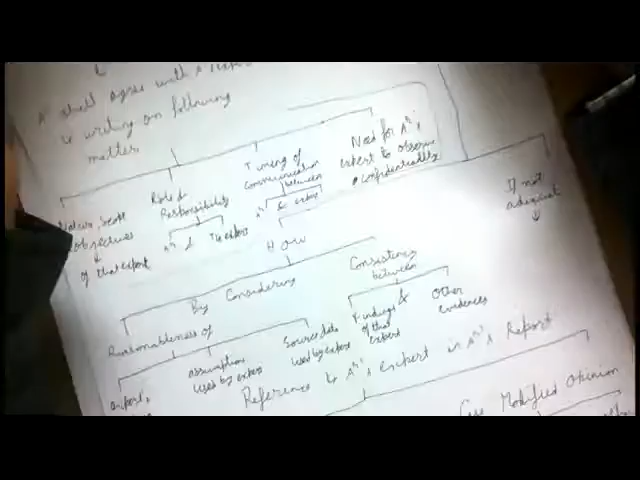 A^r shall agree with A^r's expert
in writing on following
matter
Nature, scope
objectives
of that expert
Role &
Responsibility
A^r & The expert
Timing of
communication
between
A^r & expert
Need for A^r's
expert to observe
confidentiality
If not
adequate
HOW
By Considering
Reasonableness of
assumption
used by expert
Source data
used by expert
Consistency
between
Findings &
of that
expert
Other
evidences
Reference to A^r's expert in A^r's Report
Modified Opinion